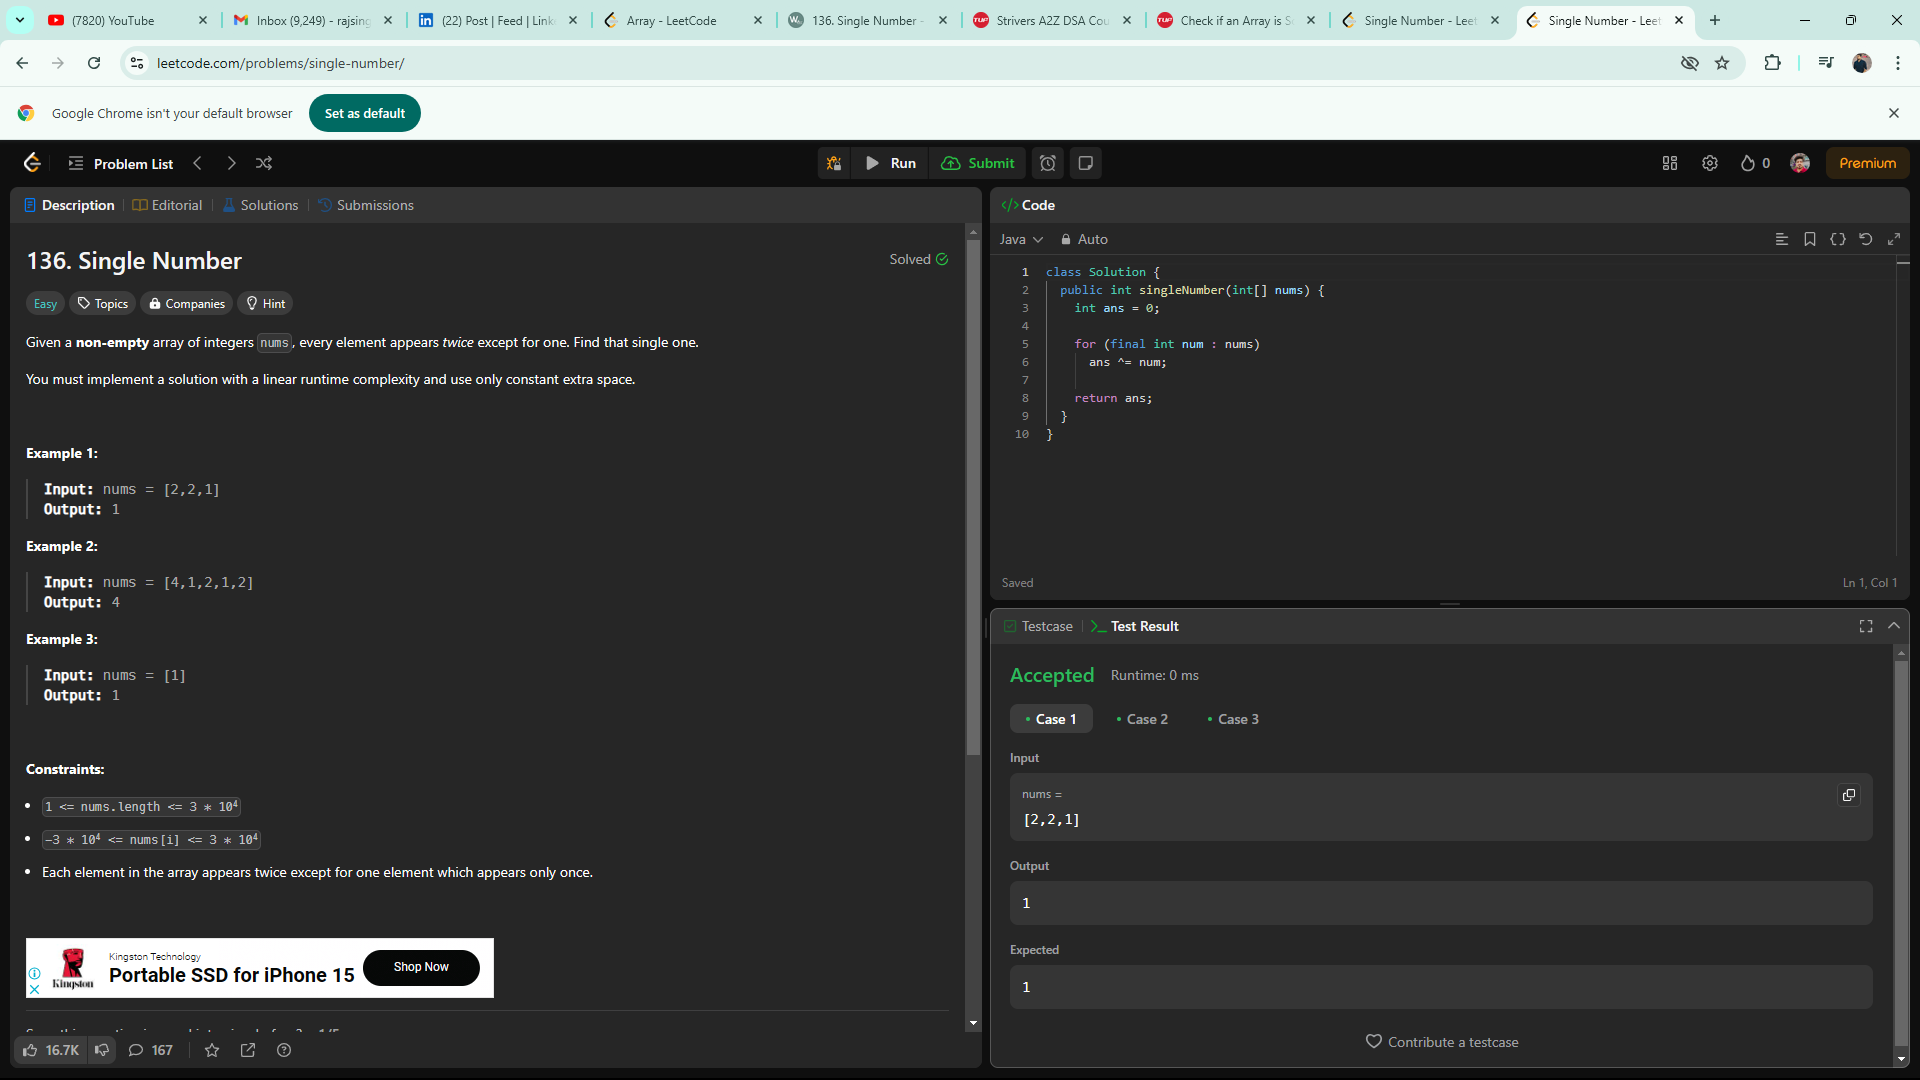 (7820) YouTube
Inbox (9,249) - rajsing
(22) Post | Feed | Link
Array - LeetCode
136. Single Number -
Strivers A2Z DSA Cou
Check if an Array is S
Single Number - Leet
Single Number - Leet
leetcode.com/problems/single-number/
Google Chrome isn't your default browser
Set as default
Problem List
Run
Submit
0
Premium
Description
Editorial
Solutions
Submissions
136. Single Number
Solved
Easy
Topics
Companies
Hint
Given a non-empty array of integers nums, every element appears twice except for one. Find that single one.
You must implement a solution with a linear runtime complexity and use only constant extra space.
Example 1:
Input: nums = [2,2,1]
Output: 1
Example 2:
Input: nums = [4,1,2,1,2]
Output: 4
Example 3:
Input: nums = [1]
Output: 1
Constraints:
1 <= nums.length <= 3 * 10⁴
-3 * 10⁴ <= nums[i] <= 3 * 10⁴
Each element in the array appears twice except for one element which appears only once.
Kingston Technology
Portable SSD for iPhone 15
Kingston
Shop Now
16.7K
167
Code
Java
Auto
1 class Solution {
2 public int singleNumber(int[] nums) {
3 int ans = 0;
4
5 for (final int num : nums)
6 ans ^= num;
7
8 return ans;
9 }
10 }
Saved
Ln 1, Col 1
Testcase
Test Result
Accepted
Runtime: 0 ms
Case 1
Case 2
Case 3
Input
nums =
[2,2,1]
Output
1
Expected
1
Contribute a testcase